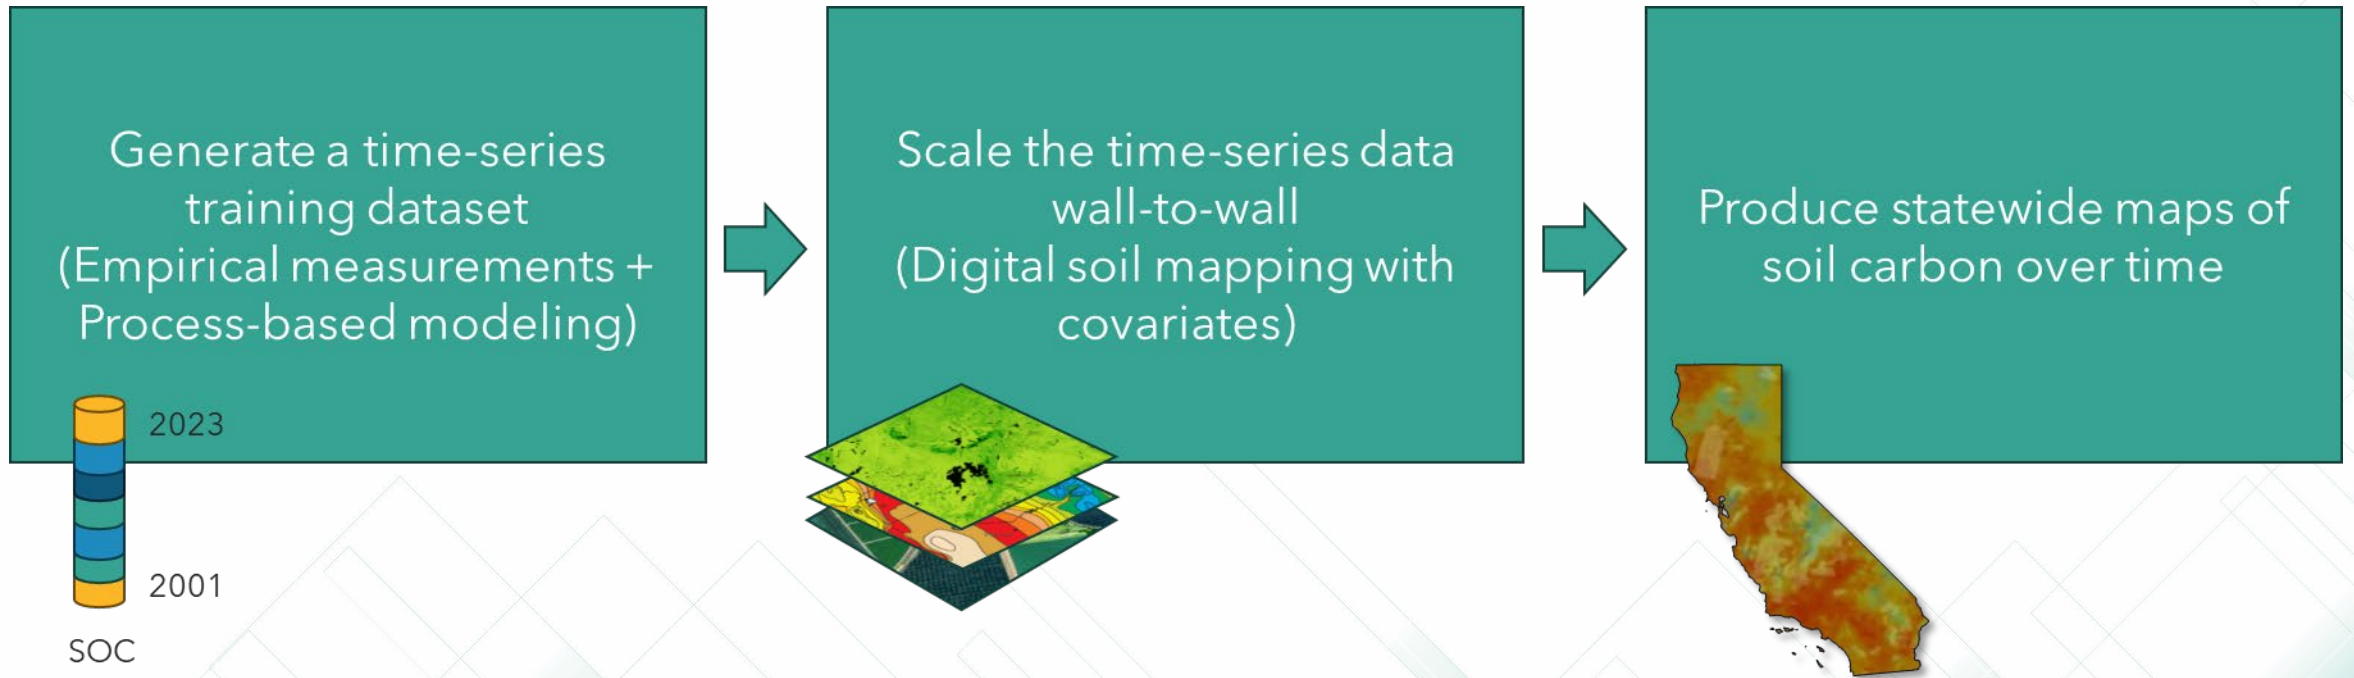 Generate a time-series
training dataset
(Empirical measurements +
Process-based modeling)
2023
2001
SOC
Scale the time-series data
wall-to-wall
(Digital soil mapping with
covariates)
Produce statewide maps of
soil carbon over time